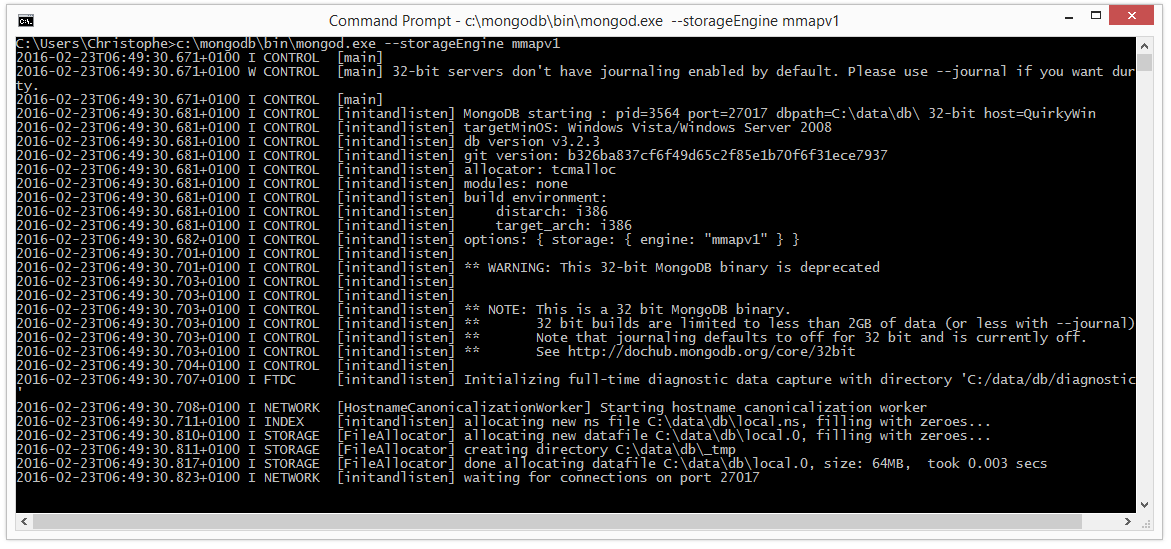 Command Prompt - c:\mongodb\bin\mongod.exe  --storageEngine mmapv1
C:\Users\Christophe>c:\mongodb\bin\mongod.exe --storageEngine mmapv1
2016-02-23T06:49:30.671+0100 I CONTROL  [main]
2016-02-23T06:49:30.671+0100 W CONTROL  [main] 32-bit servers don't have journaling enabled by default. Please use --journal if you want dur
ty.
2016-02-23T06:49:30.671+0100 I CONTROL  [main]
2016-02-23T06:49:30.681+0100 I CONTROL  [initandlisten] MongoDB starting : pid=3564 port=27017 dbpath=C:\data\db\ 32-bit host=QuirkyWin
2016-02-23T06:49:30.681+0100 I CONTROL  [initandlisten] targetMinOS: Windows Vista/Windows Server 2008
2016-02-23T06:49:30.681+0100 I CONTROL  [initandlisten] db version v3.2.3
2016-02-23T06:49:30.681+0100 I CONTROL  [initandlisten] git version: b326ba837cf6f49d65c2f85e1b70f6f31ece7937
2016-02-23T06:49:30.681+0100 I CONTROL  [initandlisten] allocator: tcmalloc
2016-02-23T06:49:30.681+0100 I CONTROL  [initandlisten] modules: none
2016-02-23T06:49:30.681+0100 I CONTROL  [initandlisten] build environment:
2016-02-23T06:49:30.681+0100 I CONTROL  [initandlisten]     distarch: i386
2016-02-23T06:49:30.681+0100 I CONTROL  [initandlisten]     target_arch: i386
2016-02-23T06:49:30.682+0100 I CONTROL  [initandlisten] options: { storage: { engine: "mmapv1" } }
2016-02-23T06:49:30.701+0100 I CONTROL  [initandlisten]
2016-02-23T06:49:30.701+0100 I CONTROL  [initandlisten] ** WARNING: This 32-bit MongoDB binary is deprecated
2016-02-23T06:49:30.703+0100 I CONTROL  [initandlisten]
2016-02-23T06:49:30.703+0100 I CONTROL  [initandlisten]
2016-02-23T06:49:30.703+0100 I CONTROL  [initandlisten] ** NOTE: This is a 32 bit MongoDB binary.
2016-02-23T06:49:30.703+0100 I CONTROL  [initandlisten] **       32 bit builds are limited to less than 2GB of data (or less with --journal)
2016-02-23T06:49:30.703+0100 I CONTROL  [initandlisten] **       Note that journaling defaults to off for 32 bit and is currently off.
2016-02-23T06:49:30.703+0100 I CONTROL  [initandlisten] **       See http://dochub.mongodb.org/core/32bit
2016-02-23T06:49:30.704+0100 I CONTROL  [initandlisten]
2016-02-23T06:49:30.707+0100 I FTDC     [initandlisten] Initializing full-time diagnostic data capture with directory 'C:/data/db/diagnostic
'
2016-02-23T06:49:30.708+0100 I NETWORK  [HostnameCanonicalizationWorker] Starting hostname canonicalization worker
2016-02-23T06:49:30.711+0100 I INDEX    [initandlisten] allocating new ns file C:\data\db\local.ns, filling with zeroes...
2016-02-23T06:49:30.810+0100 I STORAGE  [FileAllocator] allocating new datafile C:\data\db\local.0, filling with zeroes...
2016-02-23T06:49:30.811+0100 I STORAGE  [FileAllocator] creating directory C:\data\db\_tmp
2016-02-23T06:49:30.817+0100 I STORAGE  [FileAllocator] done allocating datafile C:\data\db\local.0, size: 64MB,  took 0.003 secs
2016-02-23T06:49:30.823+0100 I NETWORK  [initandlisten] waiting for connections on port 27017